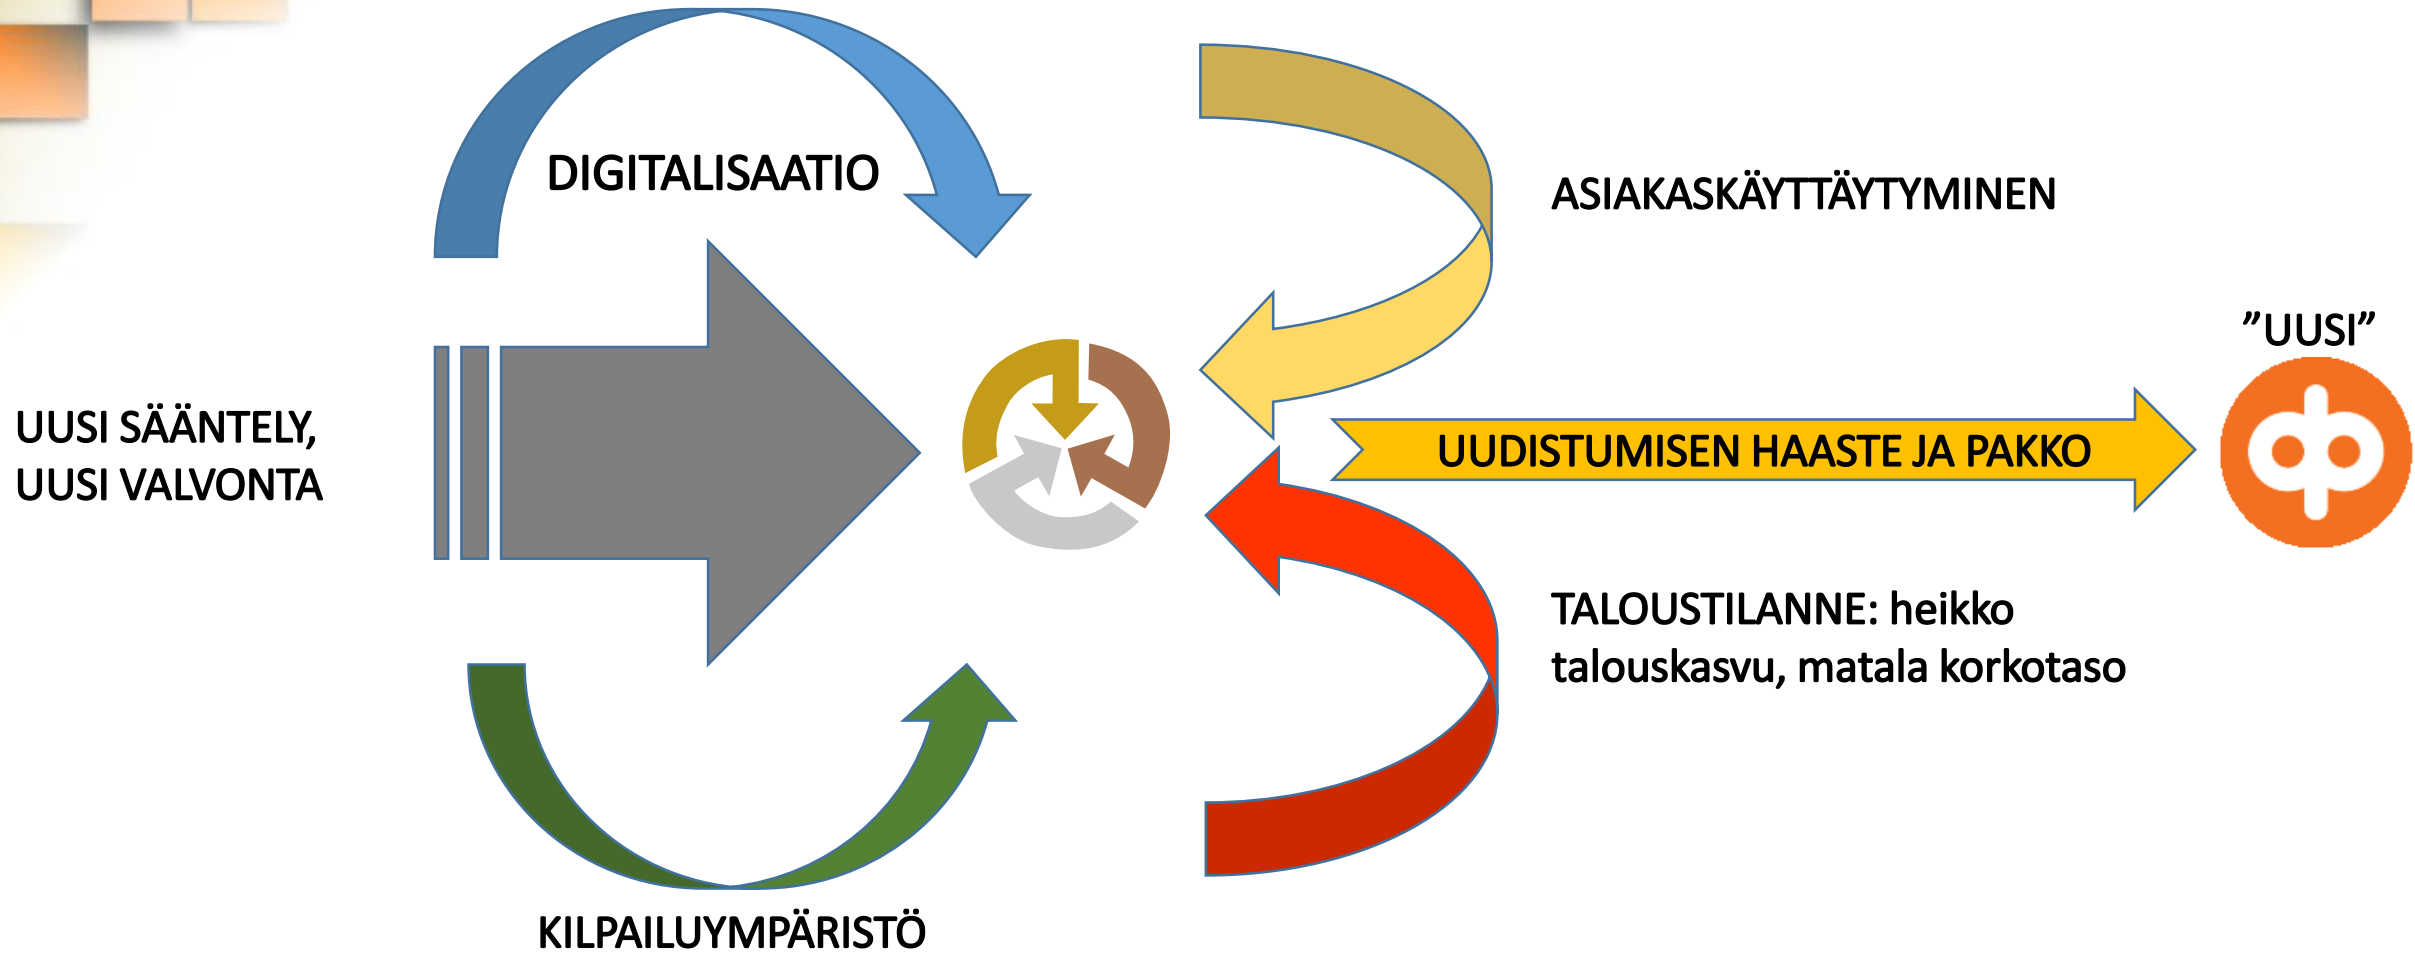 DIGITALISAATIO
ASIAKASKÄYTTÄYTYMINEN
”UUSI”
UUSI SÄÄNTELY,
UUSI VALVONTA
UUDISTUMISEN HAASTE JA PAKKO
TALOUSTILANNE: heikko
talouskasvu, matala korkotaso
KILPAILUYMPÄRISTÖ